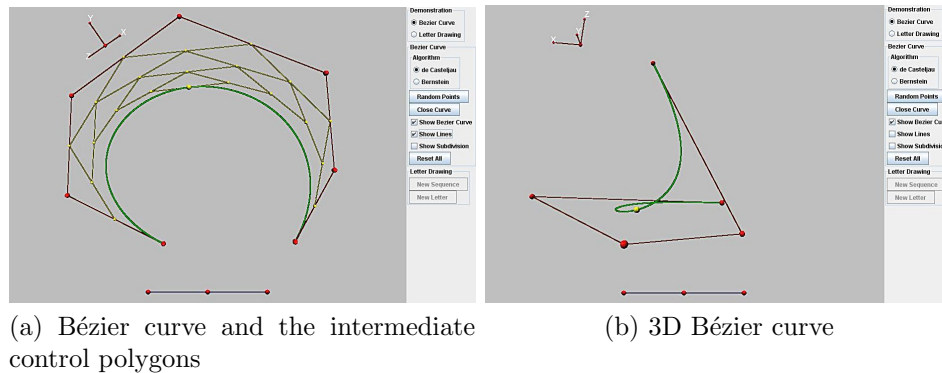 Y
X
Z
Demonstration
Bezier Curve
Letter Drawing
Bezier Curve
Algorithm
de Casteljau
Bernstein
Random Points
Close Curve
Show Bezier Curve
Show Lines
Show Subdivision
Reset All
Letter Drawing
New Sequence
New Letter
Z
X
Demonstration
Bezier Curve
Letter Drawing
Bezier Curve
Algorithm
de Casteljau
Bernstein
Random Points
Close Curve
Show Bezier Cu
Show Lines
Show Subdivision
Reset All
Letter Drawing
New Sequence
New Letter
(a) Bézier curve and the intermediate
control polygons
(b) 3D Bézier curve